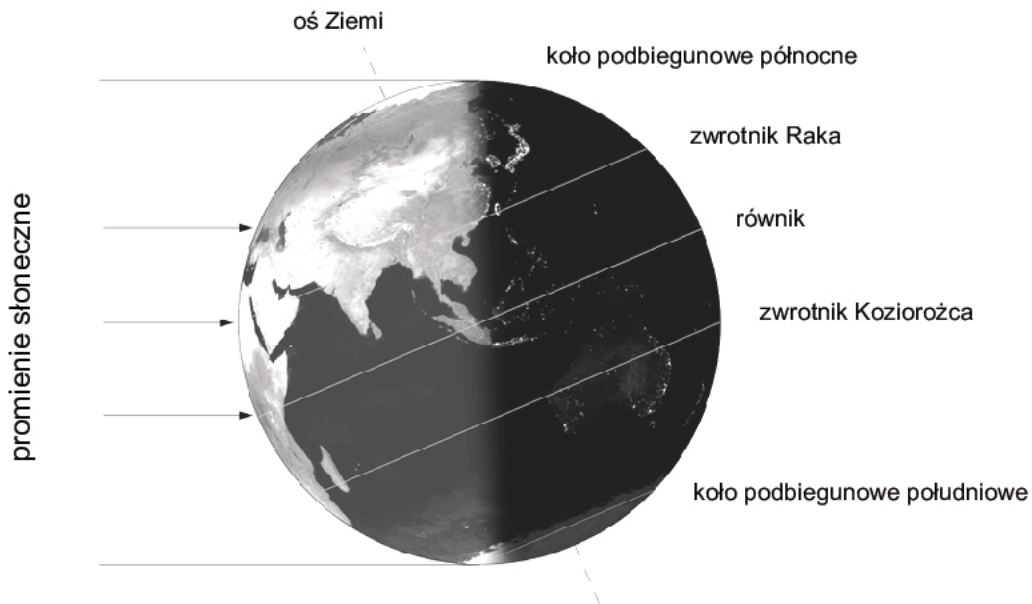 oś Ziemi
koło podbiegunowe północne
zwrotnik Raka
równik
zwrotnik Koziorożca
koło podbiegunowe południowe
promienie słoneczne